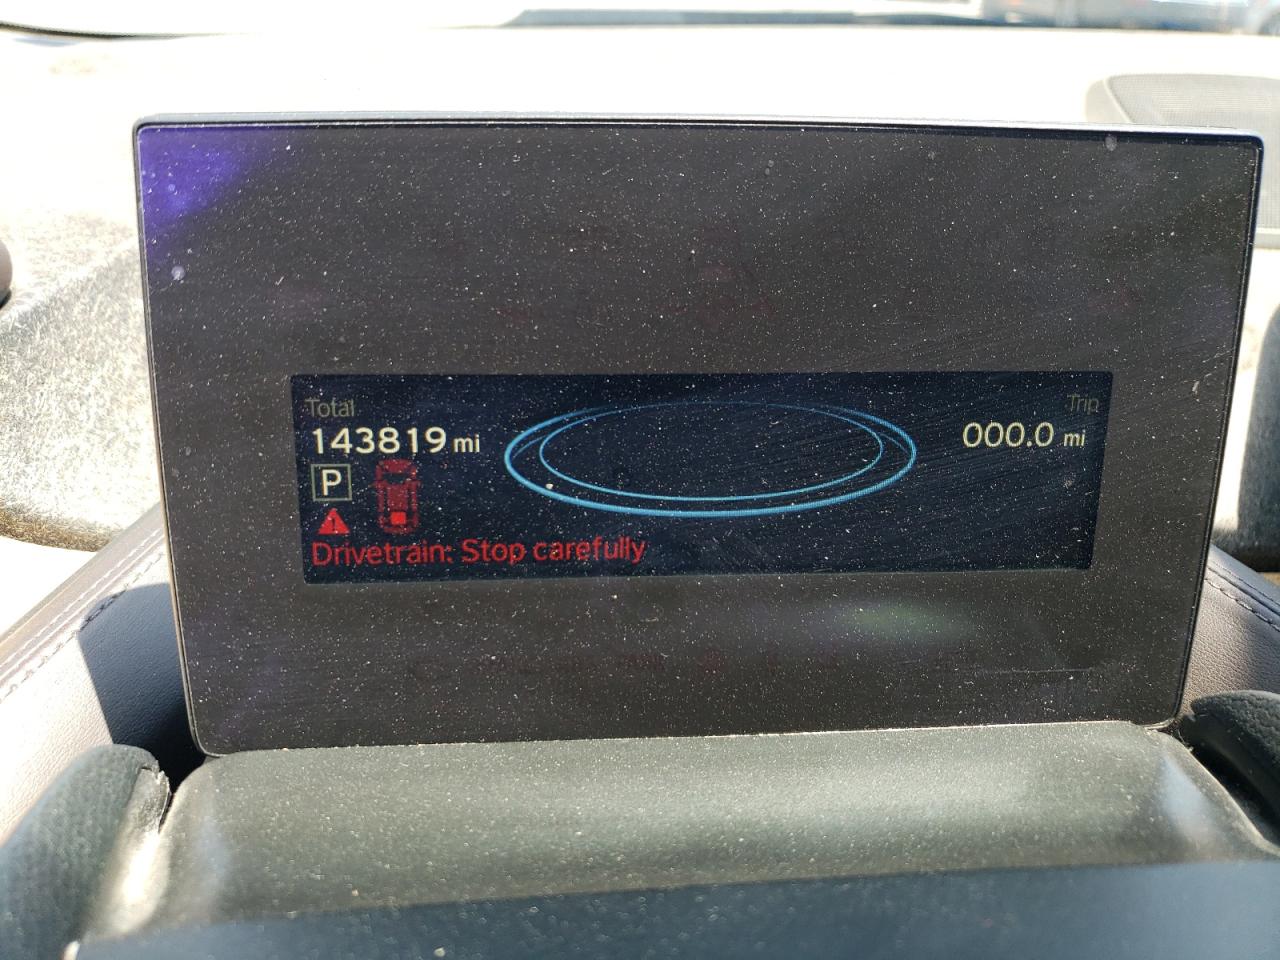 Total
143819 mi
Trip
000.0 mi
P
Drivetrain: Stop carefully